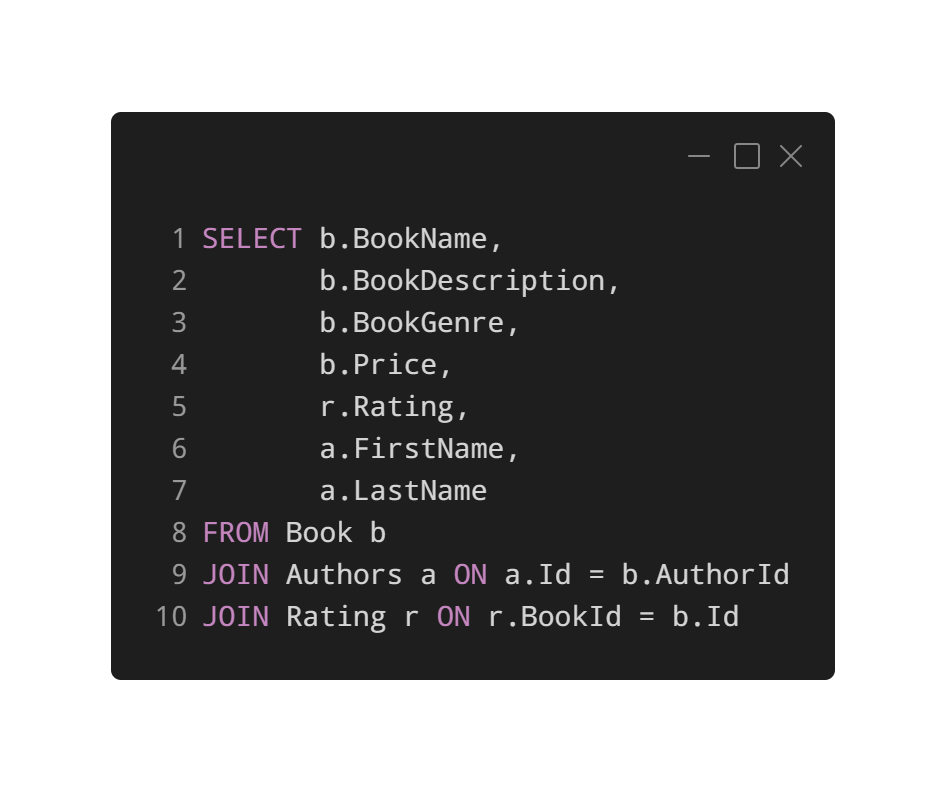 1 SELECT b.BookName,
2 b.BookDescription,
3 b.BookGenre,
4 b.Price,
5 r.Rating,
6 a.FirstName,
7 a.LastName
8 FROM Book b
9 JOIN Authors a ON a.Id = b.AuthorId
10 JOIN Rating r ON r.BookId = b.Id